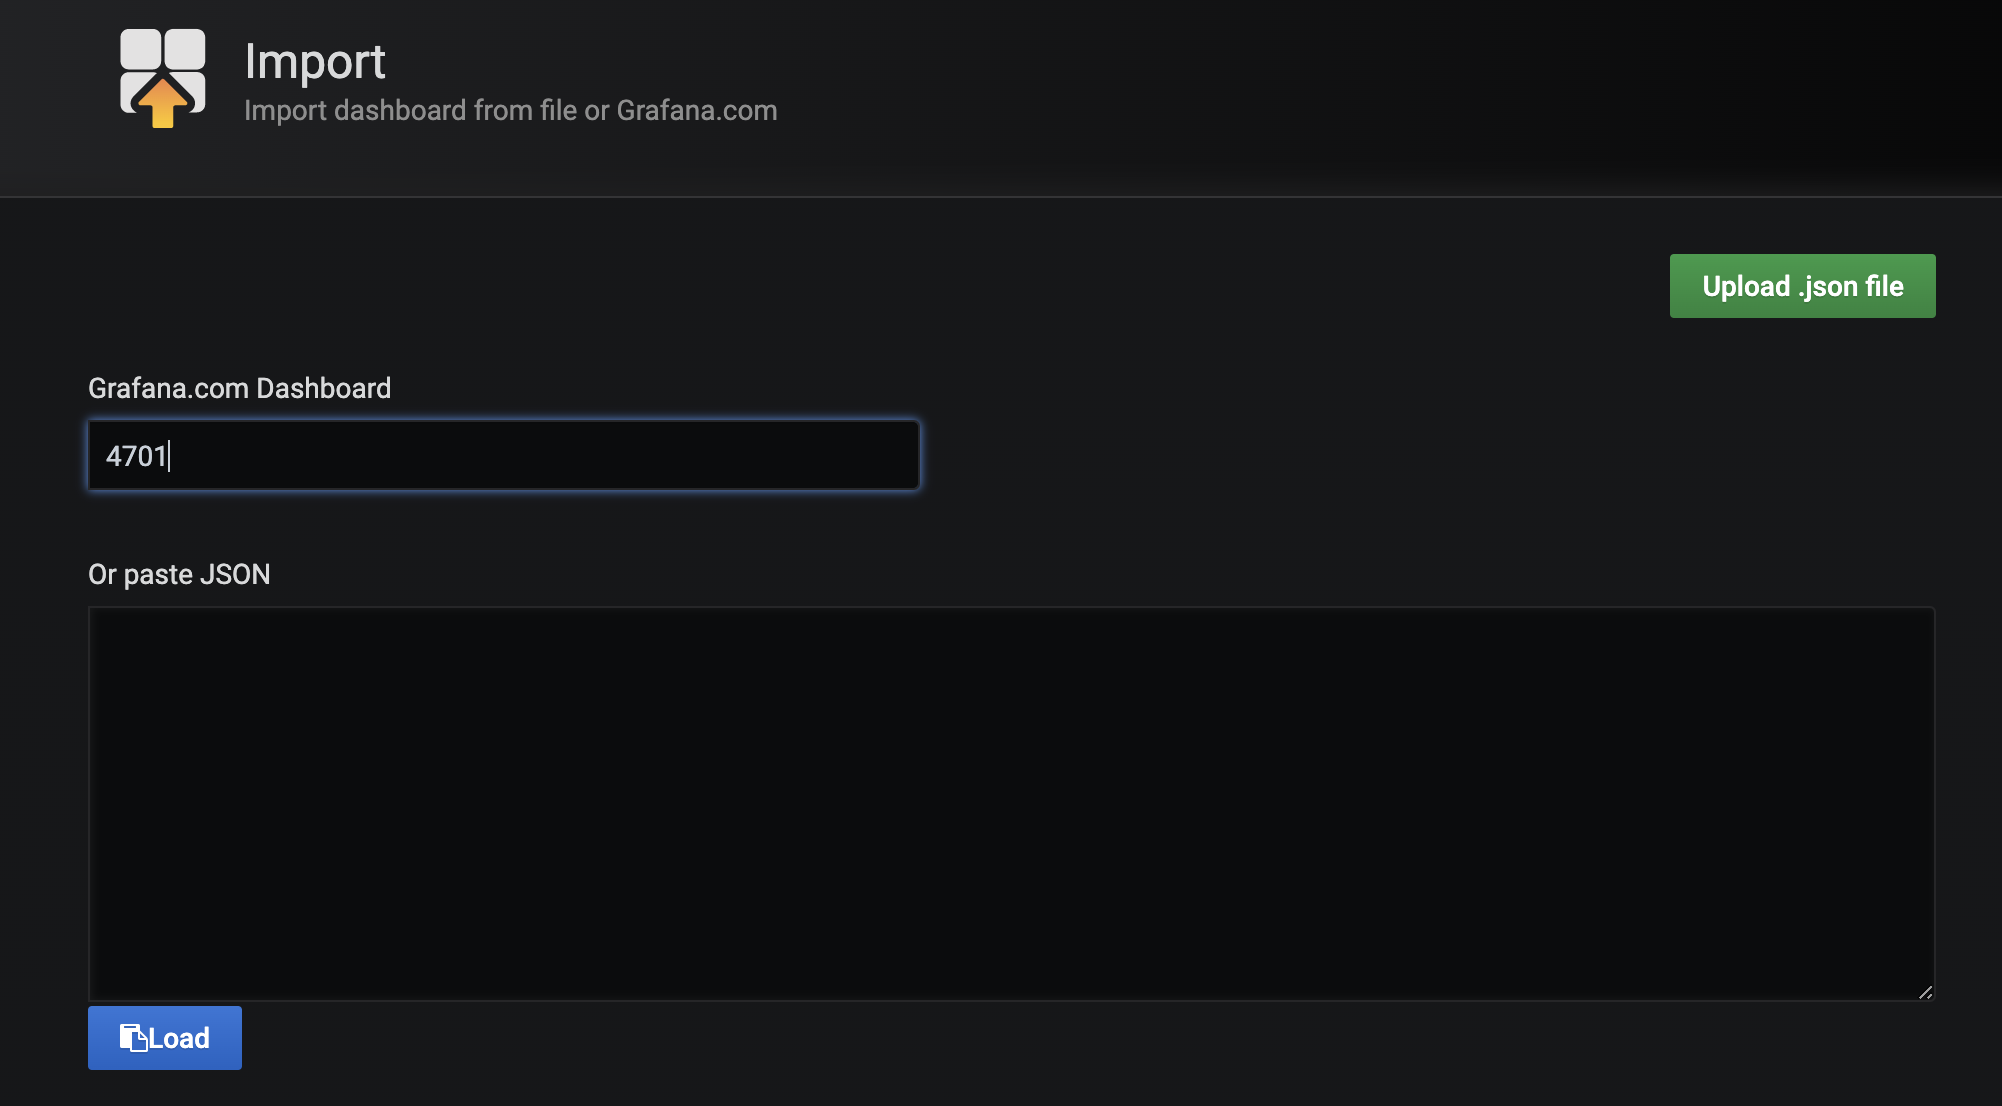 Import
Import dashboard from file or Grafana.com
Upload .json file
Grafana.com Dashboard
4701
Or paste JSON
Load